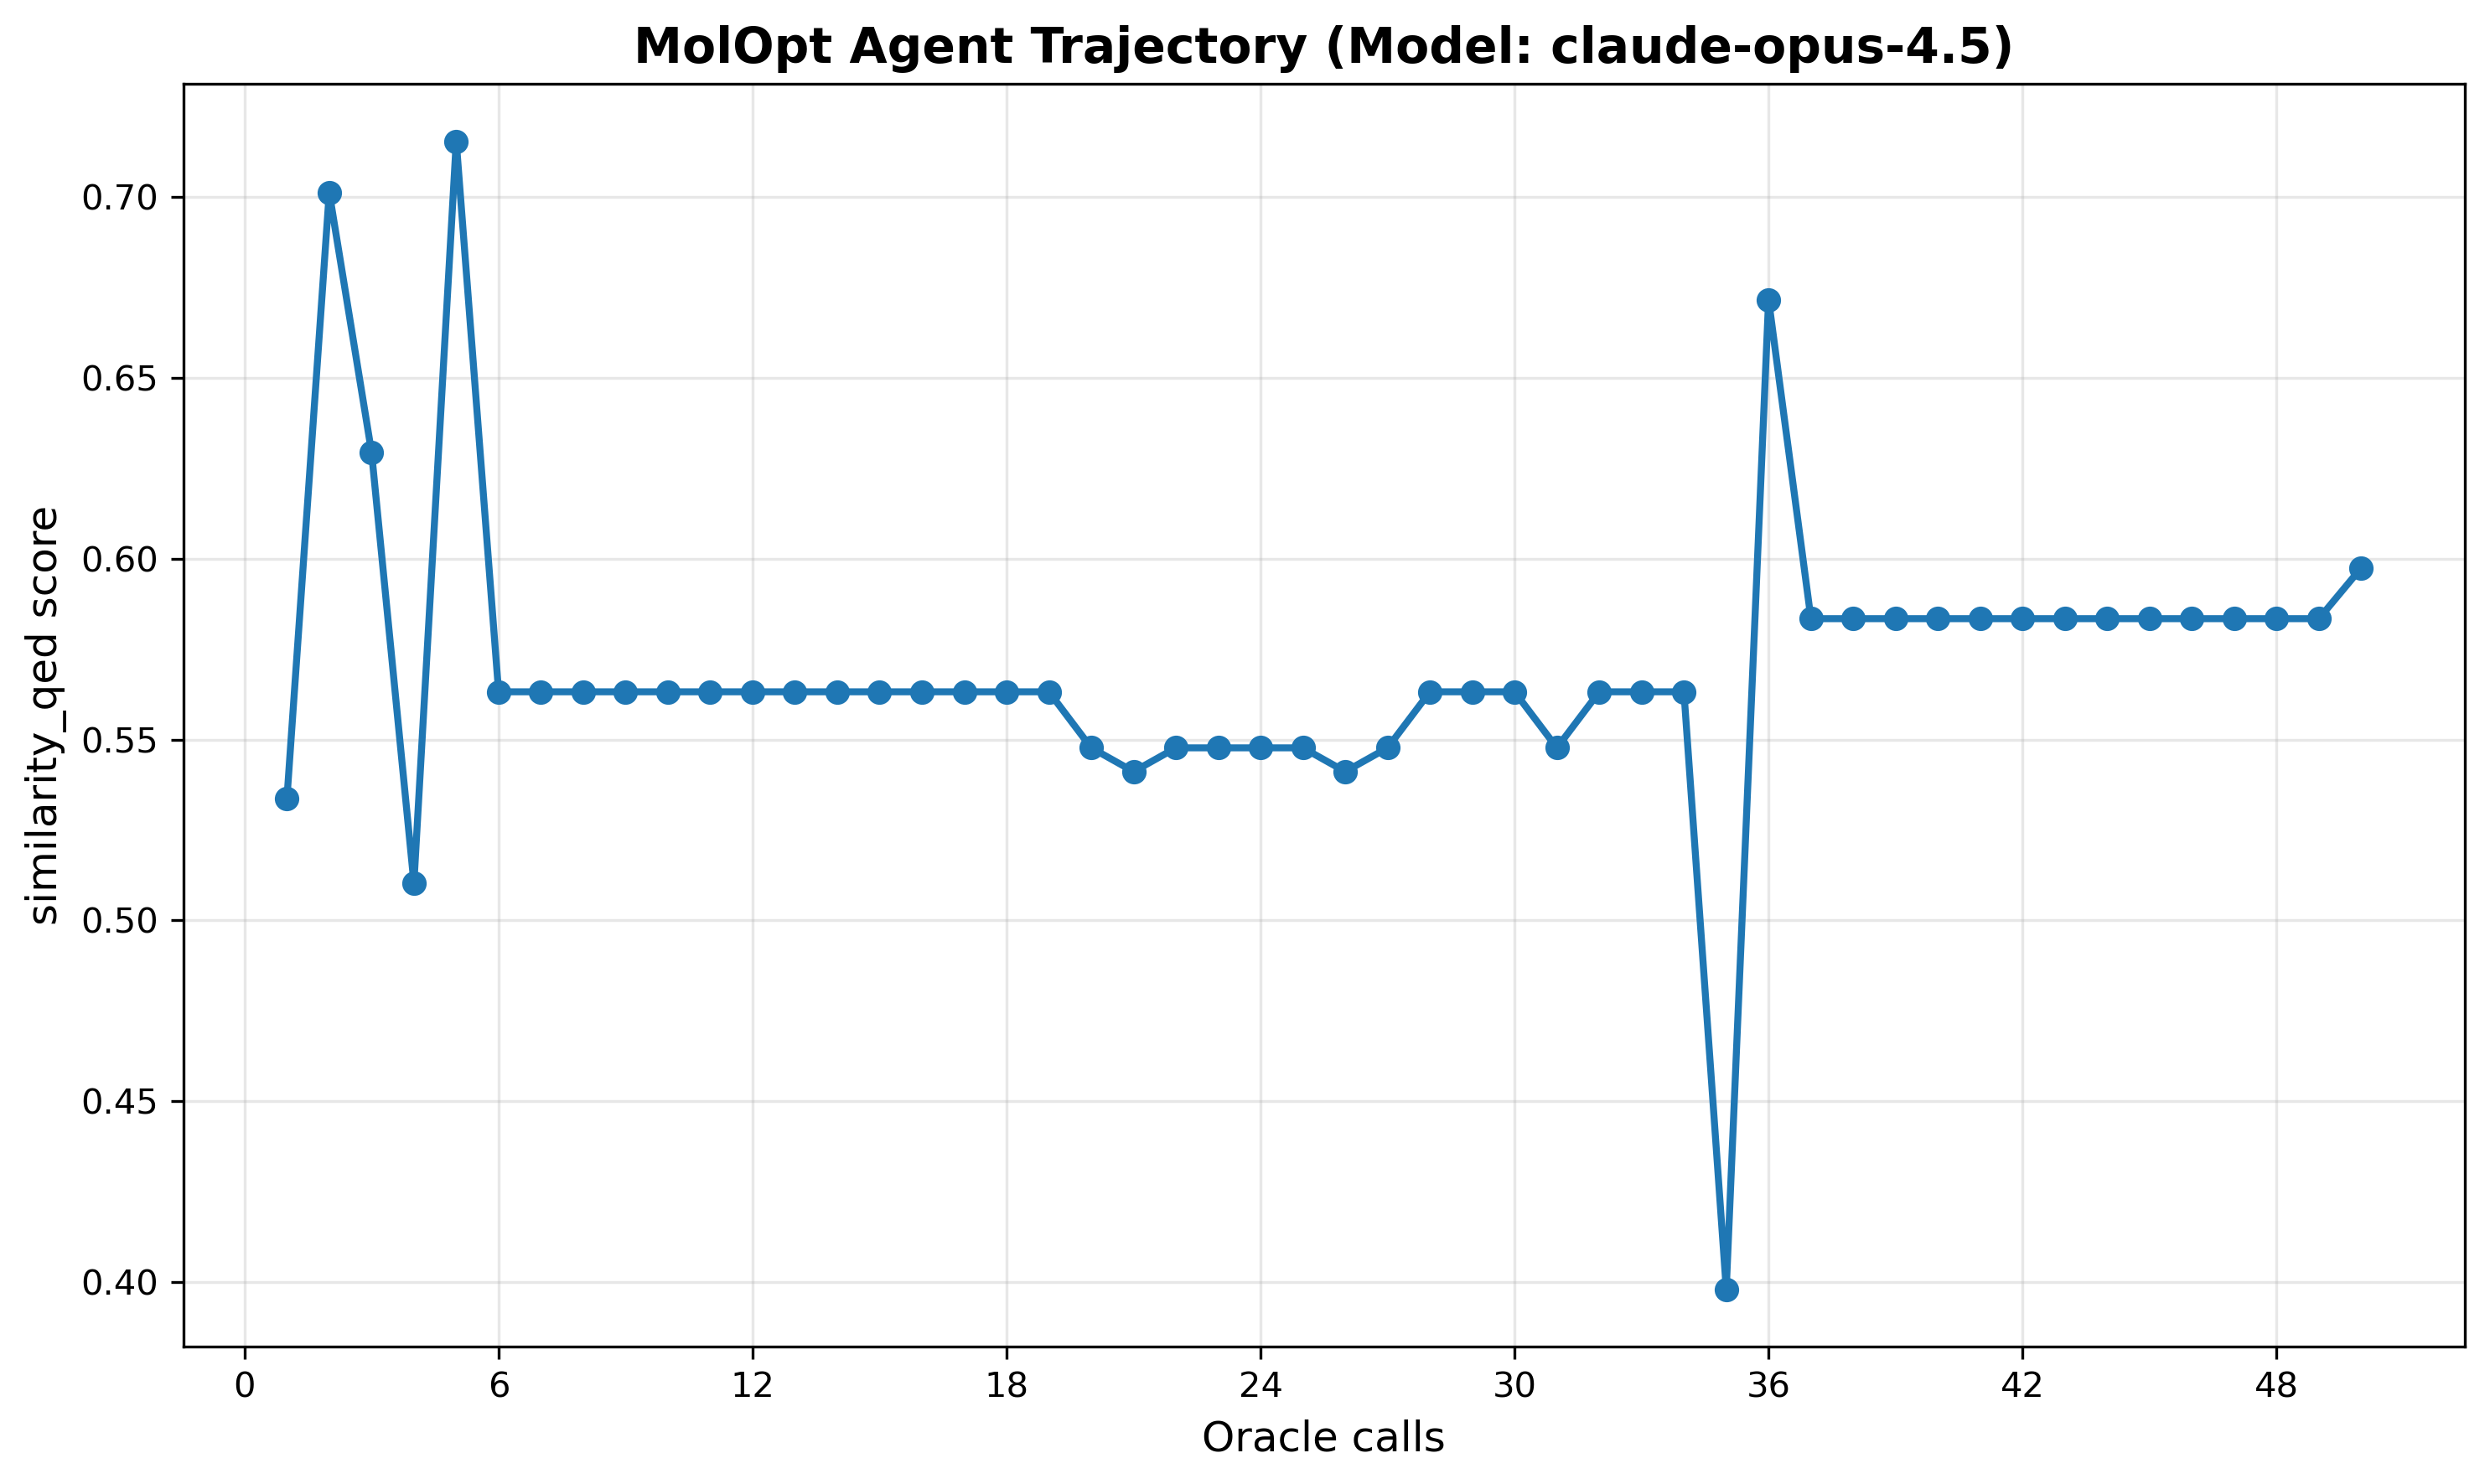 MolOpt Agent Trajectory (Model: claude-opus-4.5)
similarity_qed score
0.70
0.65
0.60
0.55
0.50
0.45
0.40
0 6 12 18 24 30 36 42 48
Oracle calls